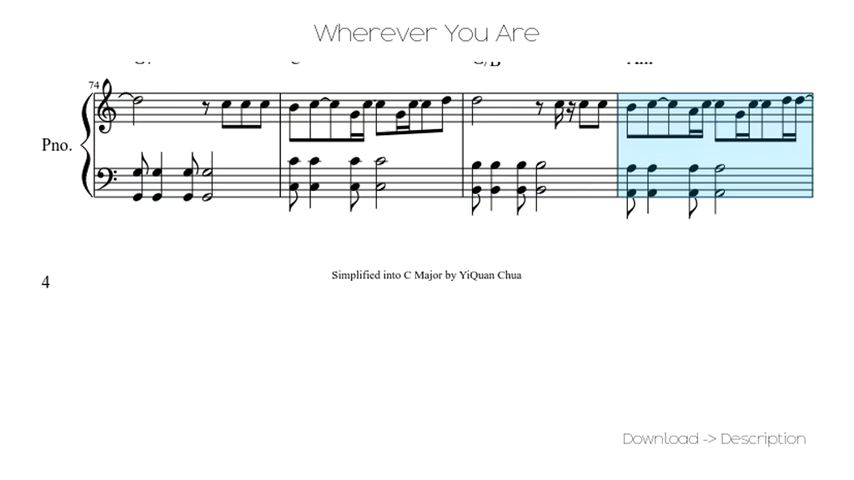 Wherever You Are
74
Pno.
Simplified into C Major by YiQuan Chua
4
Download -> Description